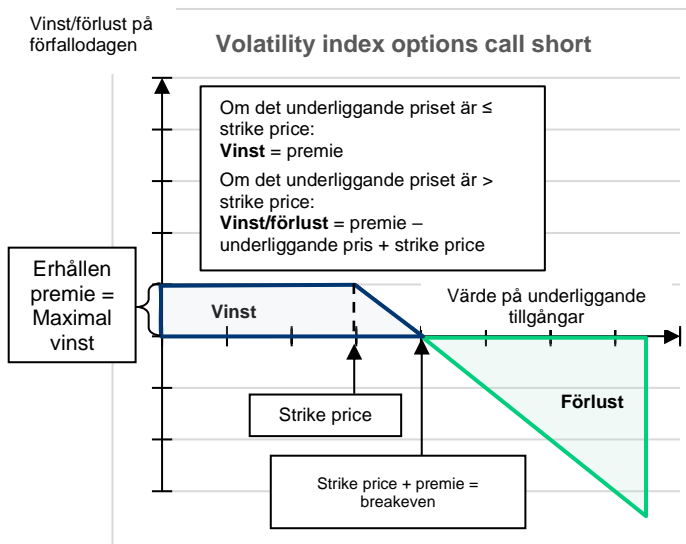 Vinst/förlust på
förfallodagen
Volatility index options call short
Om det underliggande priset är ≤
strike price:
Vinst = premie
Om det underliggande priset är >
strike price:
Vinst/förlust = premie –
underliggande pris + strike price
Erhållen
premie =
Maximal
vinst
Vinst
Värde på underliggande
tillgångar
Förlust
Strike price
Strike price + premie =
breakeven